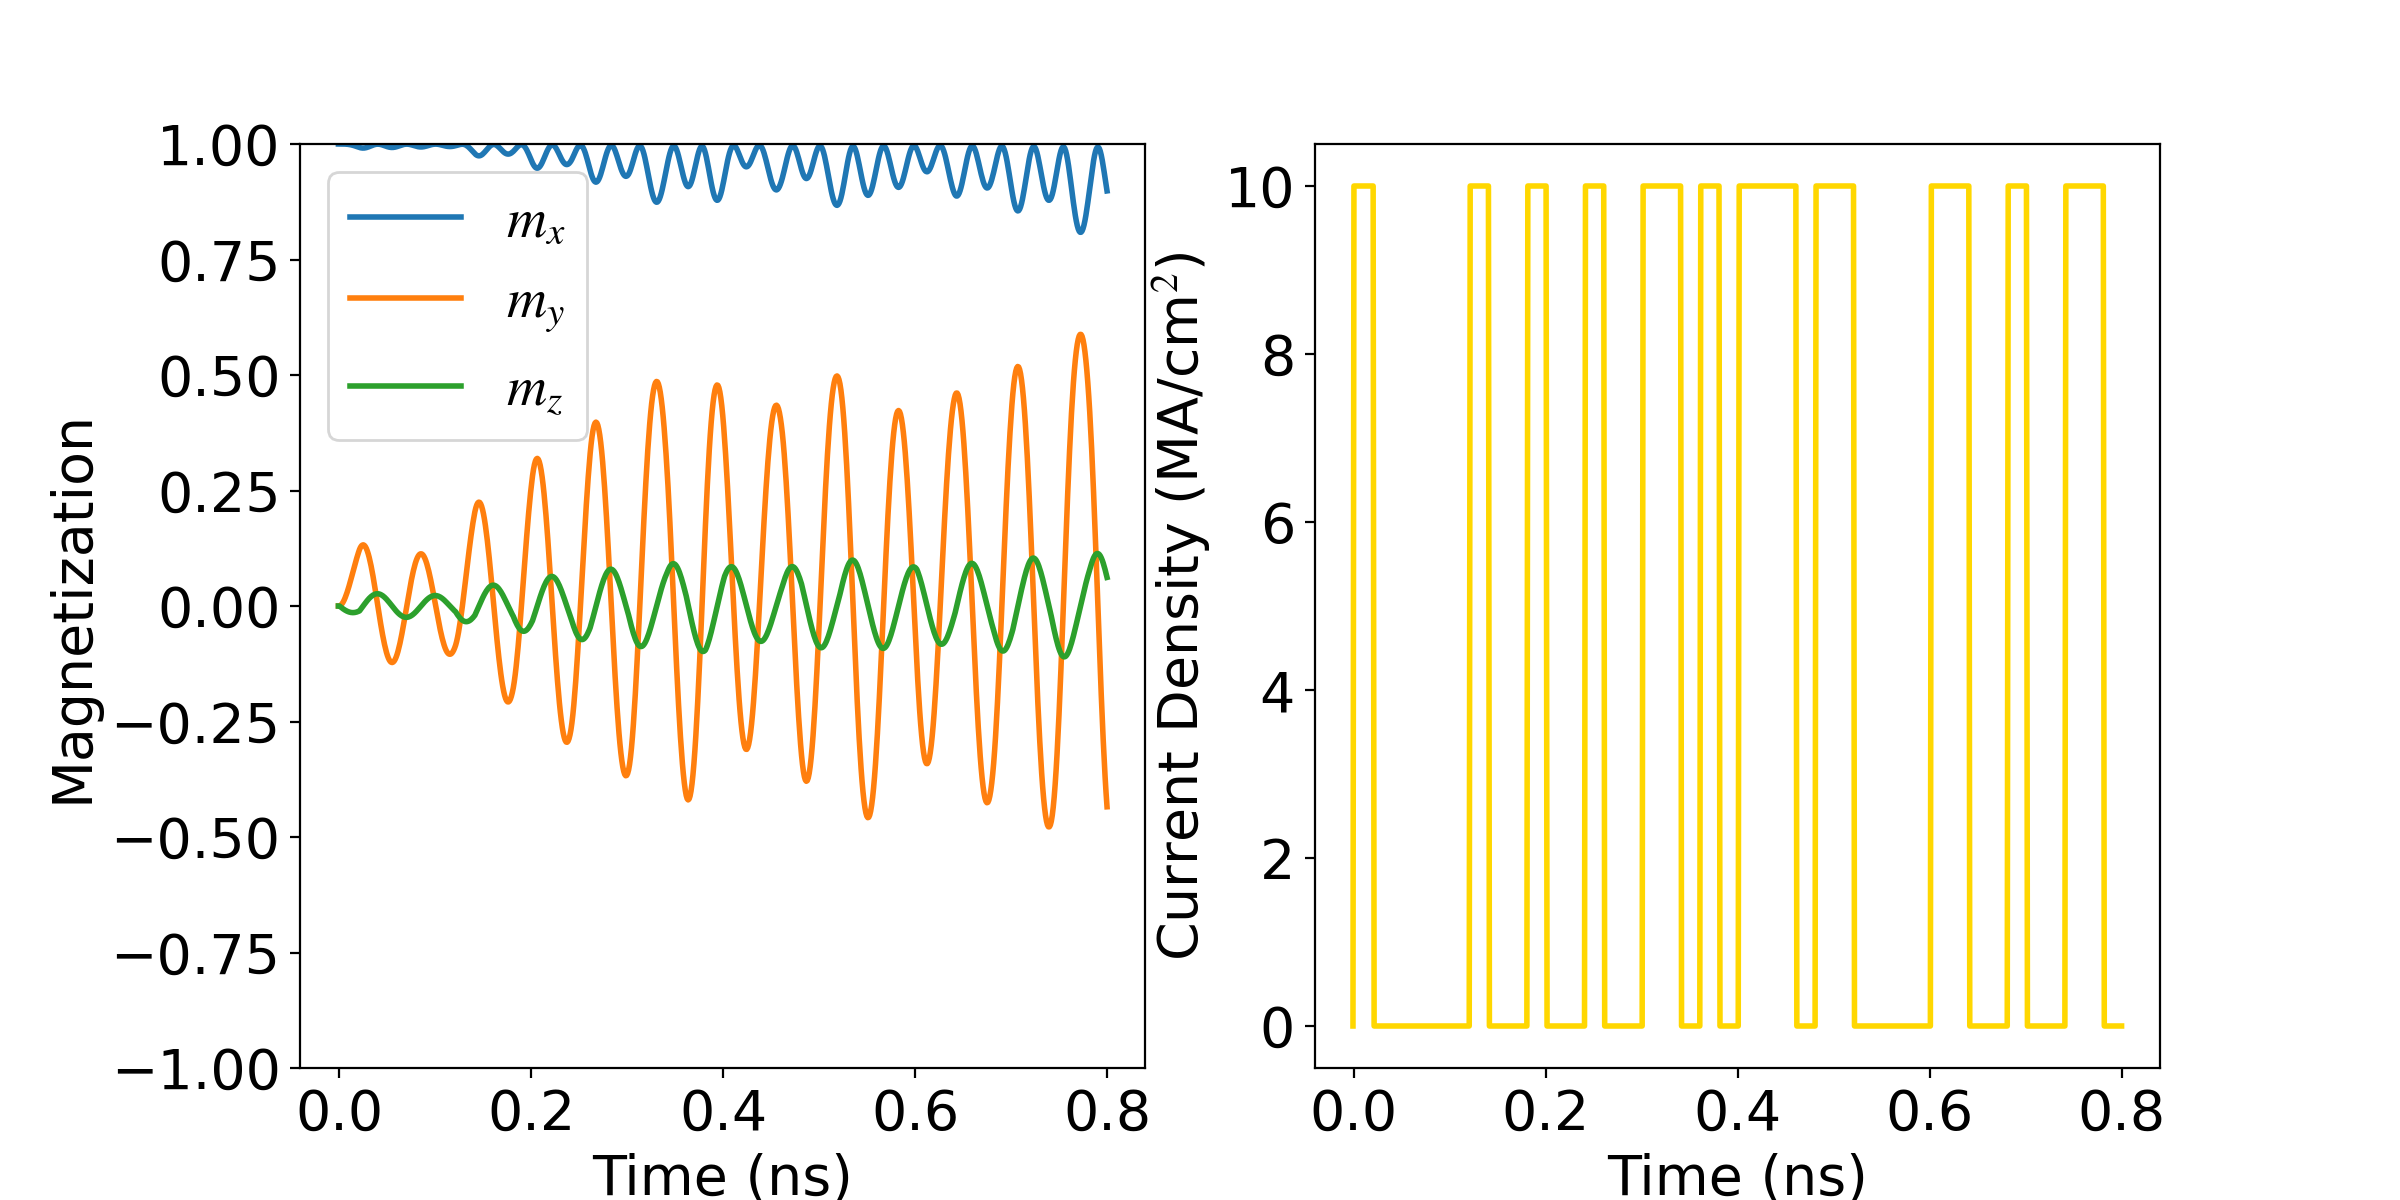 Magnetization
1.00
0.75
0.50
0.25
0.00
−0.25
−0.50
−0.75
−1.00
m_x
m_y
m_z
0.0 0.2 0.4 0.6 0.8
Time (ns)
Current Density (MA/cm²)
10
8
6
4
2
0
0.0 0.2 0.4 0.6 0.8
Time (ns)